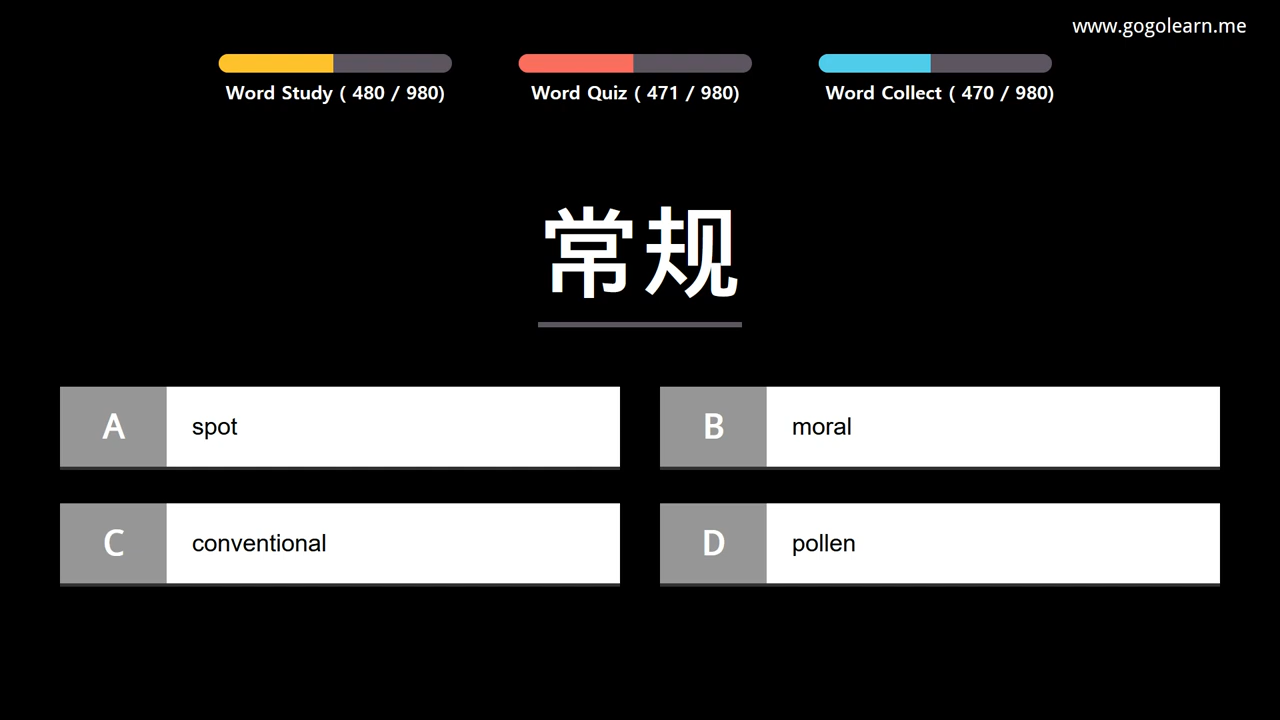 www.gogolearn.me
Word Study ( 480 / 980)
Word Quiz ( 471 / 980)
Word Collect ( 470 / 980)
常规
A spot
B moral
C conventional
D pollen